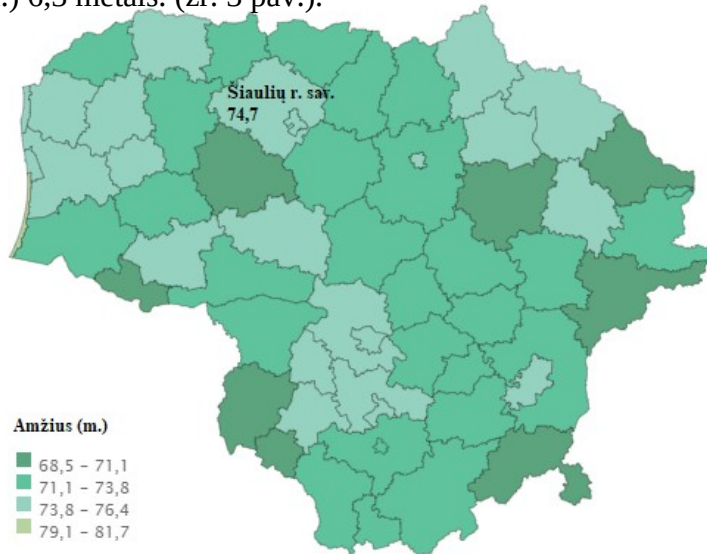 .) 6,3 metais. (žr. 3 pav.).
Šiaulių r. sav.
74,7
Amžius (m.)
68,5 – 71,1
71,1 – 73,8
73,8 – 76,4
79,1 – 81,7